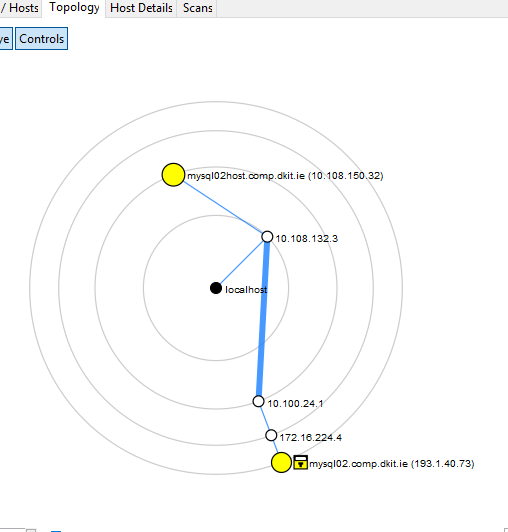 / Hosts Topology Host Details Scans
ye Controls
mysql02host.comp.dkit.ie (10.108.150.32)
10.108.132.3
localhost
10.100.24.1
172.16.224.4
mysql02.comp.dkit.ie (193.1.40.73)